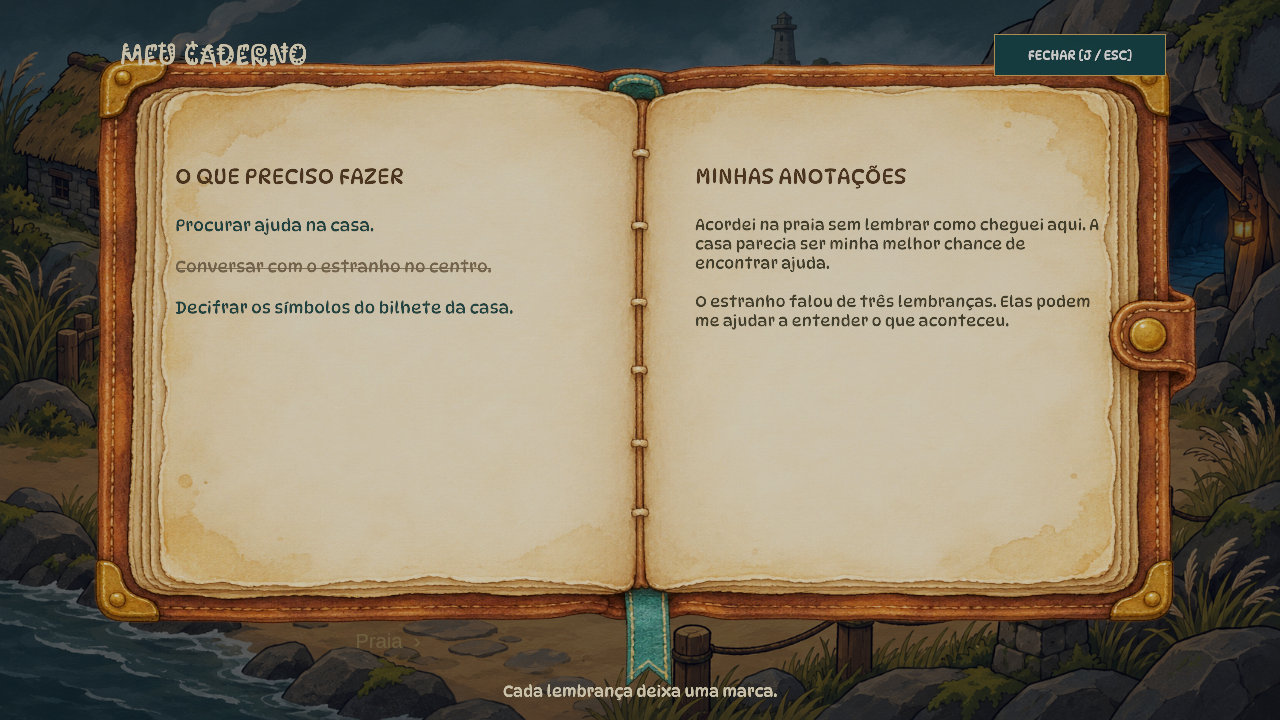 MEU CADERNO
FECHAR [J / ESC]
O QUE PRECISO FAZER
Procurar ajuda na casa.
Conversar com o estranho no centro.
Decifrar os símbolos do bilhete da casa.
MINHAS ANOTAÇÕES
Acordei na praia sem lembrar como cheguei aqui. A
casa parecia ser minha melhor chance de
encontrar ajuda.
O estranho falou de três lembranças. Elas podem
me ajudar a entender o que aconteceu.
Praia ›
Cada lembrança deixa uma marca.